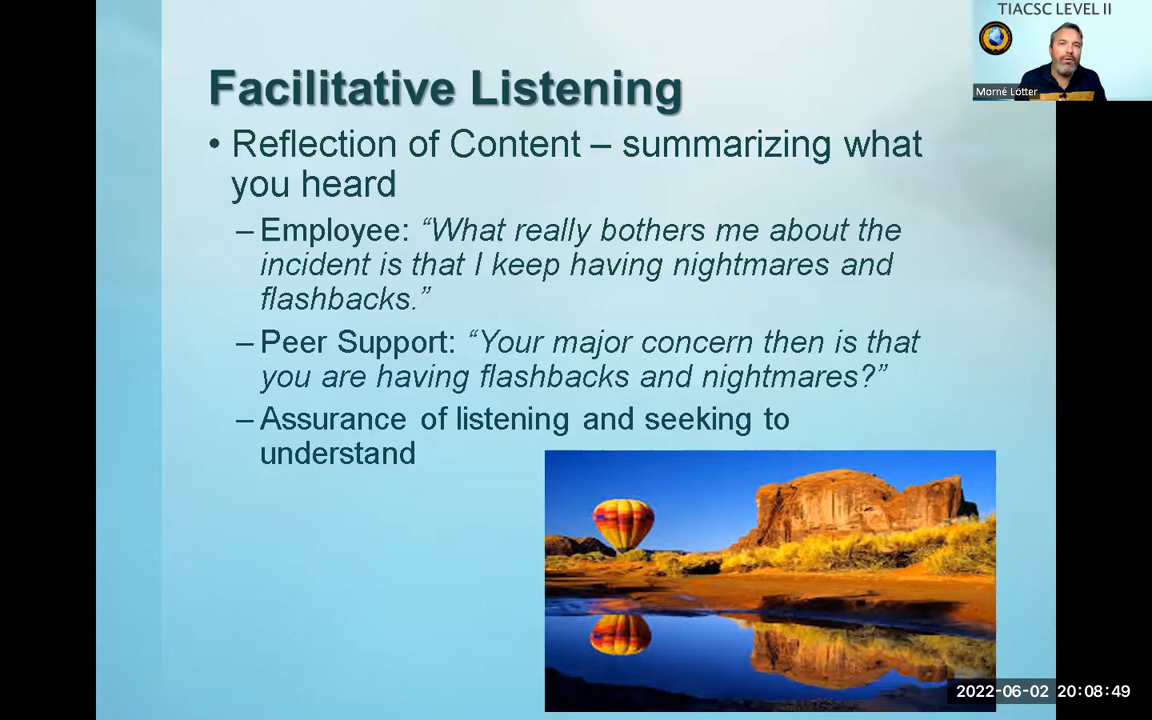 TIACSC LEVEL II
Morné Lotter
Facilitative Listening
• Reflection of Content – summarizing what
you heard
– Employee: “What really bothers me about the
incident is that I keep having nightmares and
flashbacks.”
– Peer Support: “Your major concern then is that
you are having flashbacks and nightmares?”
– Assurance of listening and seeking to
understand
2022-06-02 20:08:49